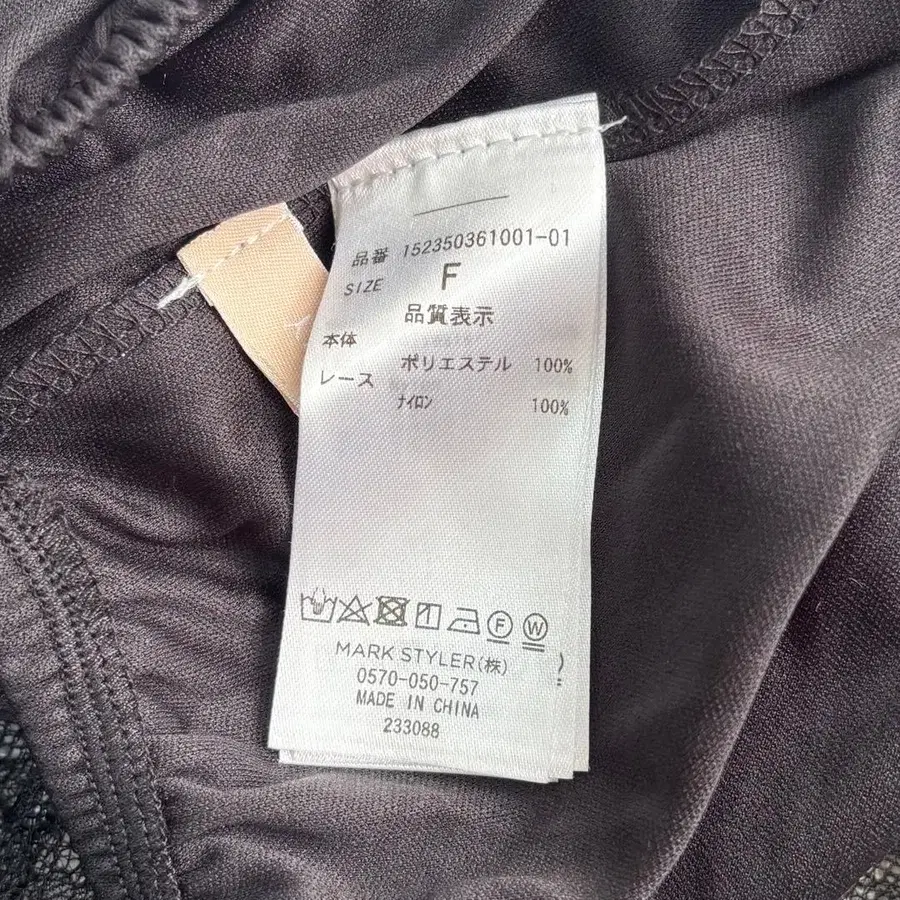 品番 152350361001-01
SIZE F
品質表示
本体 ポリエステル 100%
レース ナイロン 100%
F W
MARK STYLER(株)
0570-050-757
MADE IN CHINA
233088